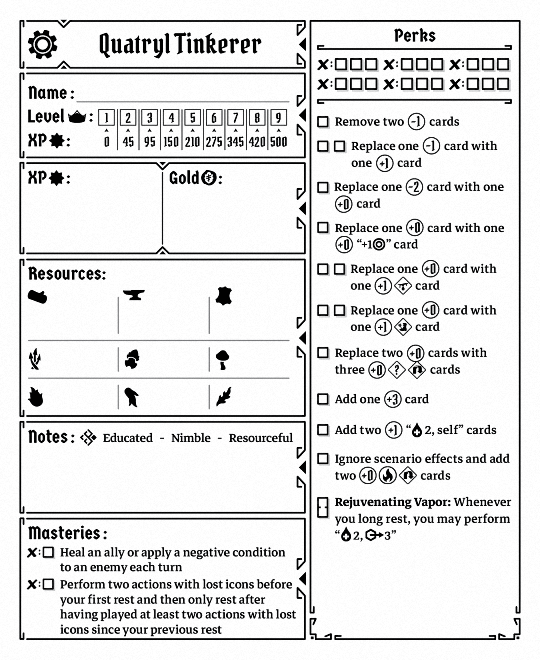 Quatryl Tinkerer
Name:
Level :
1 2 3 4 5 6 7 8 9
XP :
0 45 95 150 210 275 345 420 500
XP :
Gold :
Resources:
Notes: Educated - Nimble - Resourceful
Masteries:
Heal an ally or apply a negative condition
to an enemy each turn
Perform two actions with lost icons before
your first rest and then only rest after
having played at least two actions with lost
icons since your previous rest
Perks
Remove two -1 cards
Replace one -1 card with
one +1 card
Replace one -2 card with one
+0 card
Replace one +0 card with one
+0 “+1” card
Replace one +0 card with
one +1 card
Replace one +0 card with
one +1 card
Replace two +0 cards with
three +0 ? cards
Add one +3 card
Add two +1 “2, self” cards
Ignore scenario effects and add
two +0 cards
Rejuvenating Vapor: Whenever
you long rest, you may perform
“2, 3”